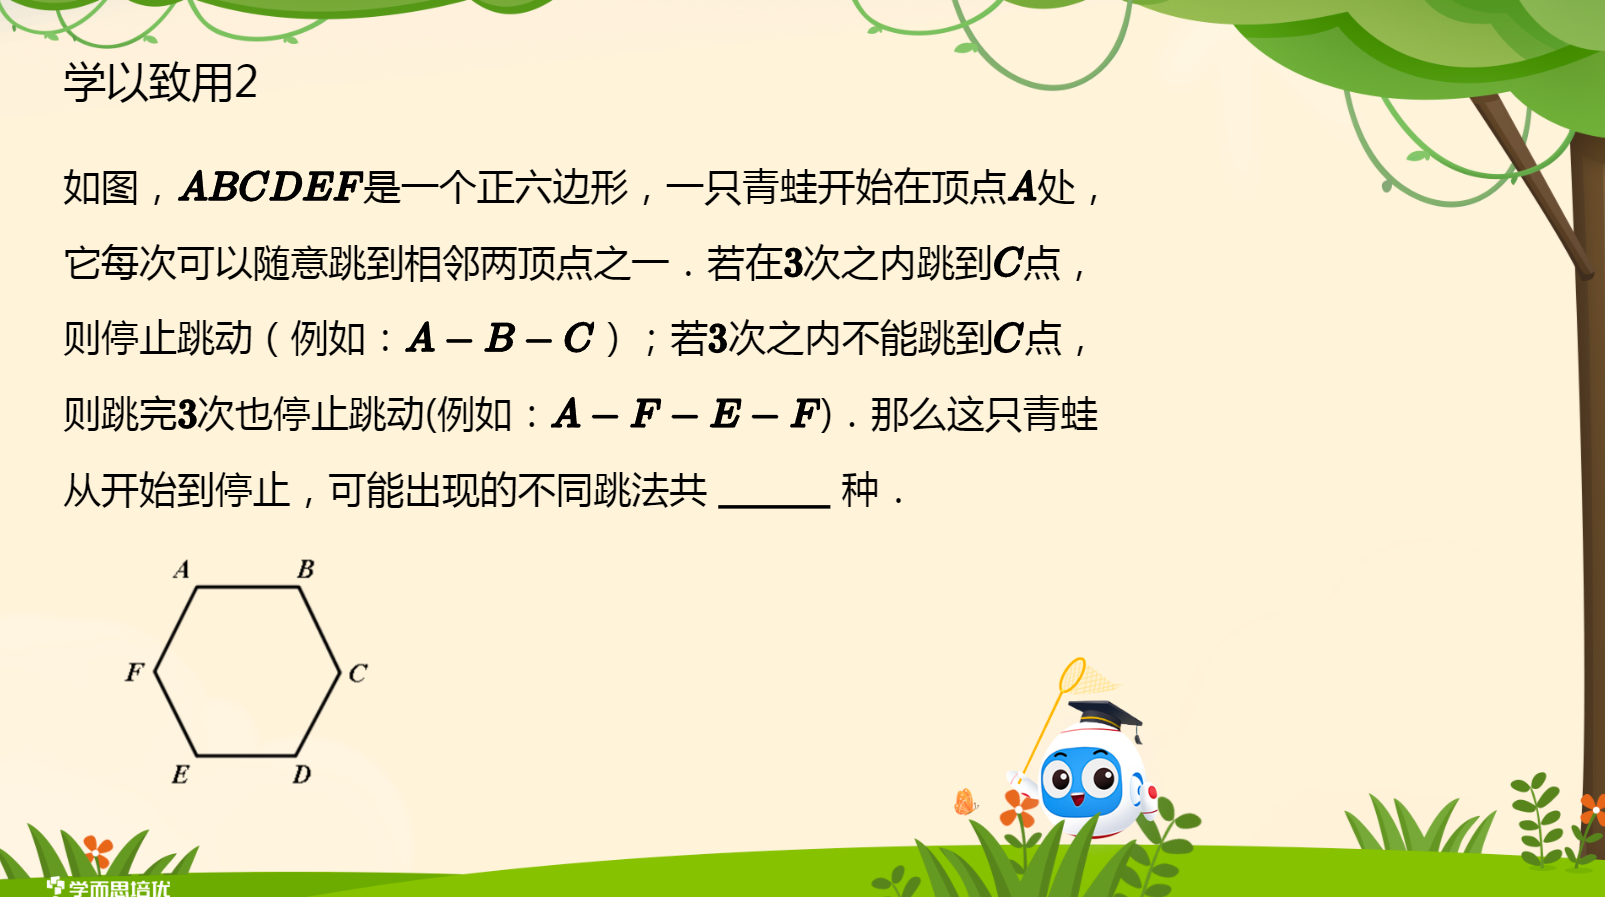 学以致用2
如图，ABCDEF是一个正六边形，一只青蛙开始在顶点A处，
它每次可以随意跳到相邻两顶点之一．若在3次之内跳到C点，
则停止跳动（例如：A－B－C）；若3次之内不能跳到C点，
则跳完3次也停止跳动(例如：A－F－E－F)．那么这只青蛙
从开始到停止，可能出现的不同跳法共 ______ 种．
A B
F C
E D
学而思培优